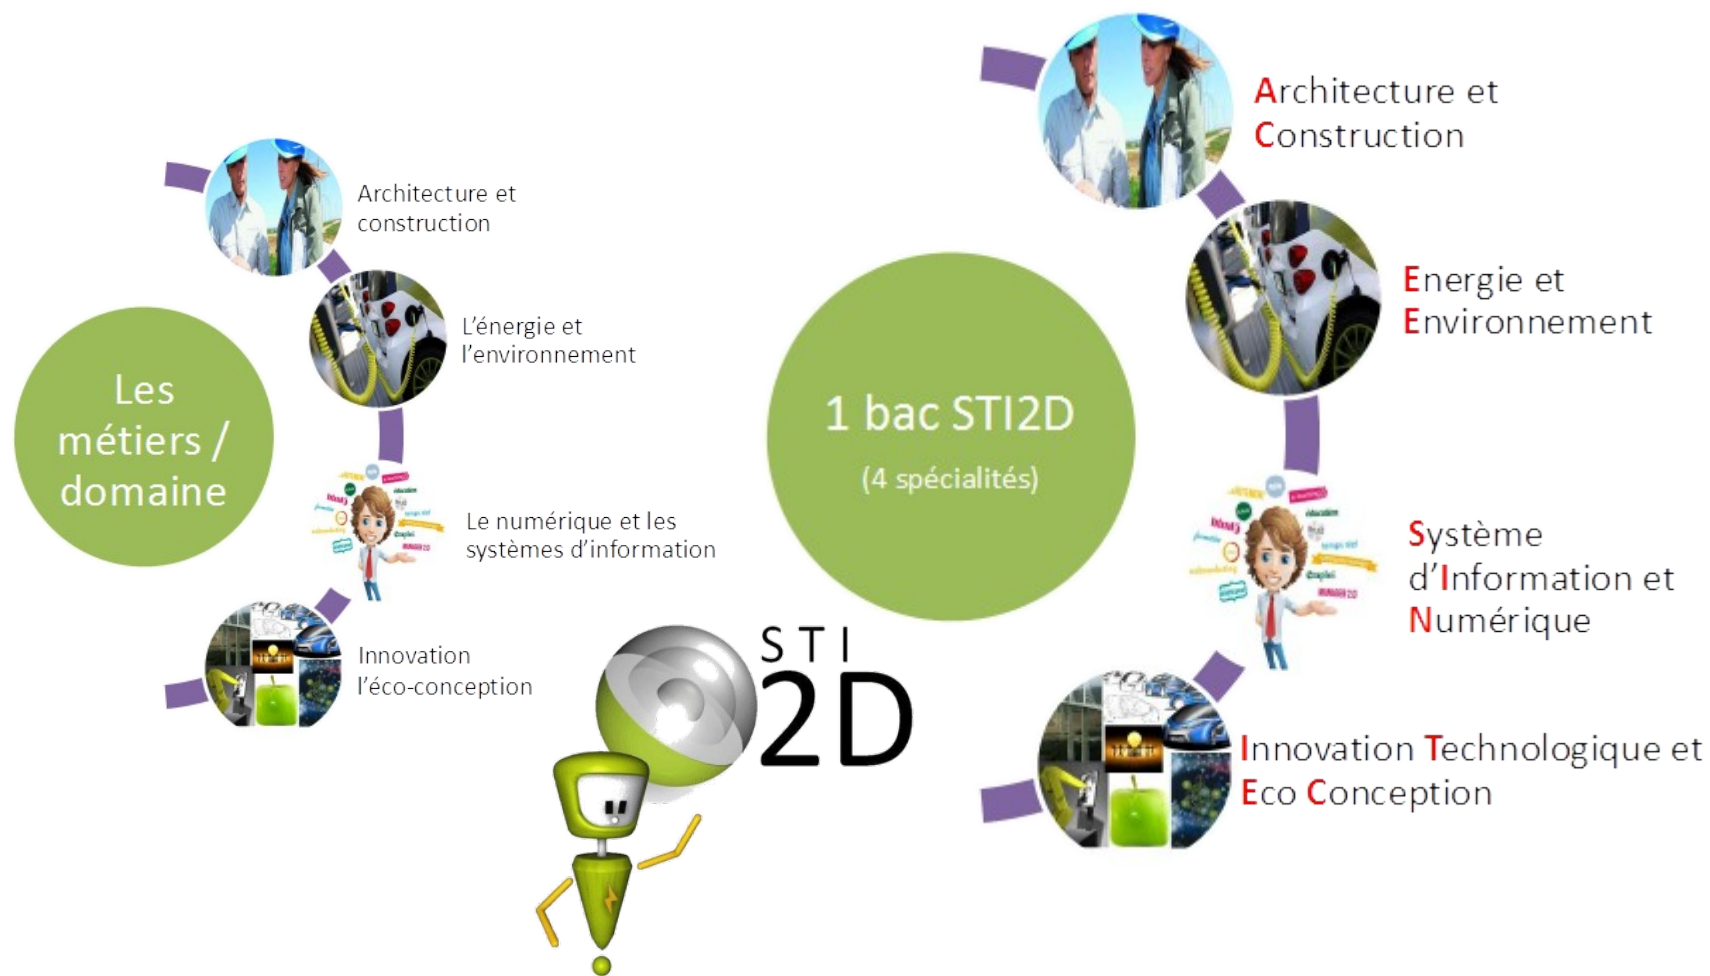 Les
métiers /
domaine
Architecture et
construction
L'énergie et
l'environnement
Le numérique et les
systèmes d'information
Innovation
l'éco-conception
STI
2D
1 bac STI2D
(4 spécialités)
Architecture et
Construction
Energie et
Environnement
Système
d'Information et
Numérique
Innovation Technologique et
Eco Conception